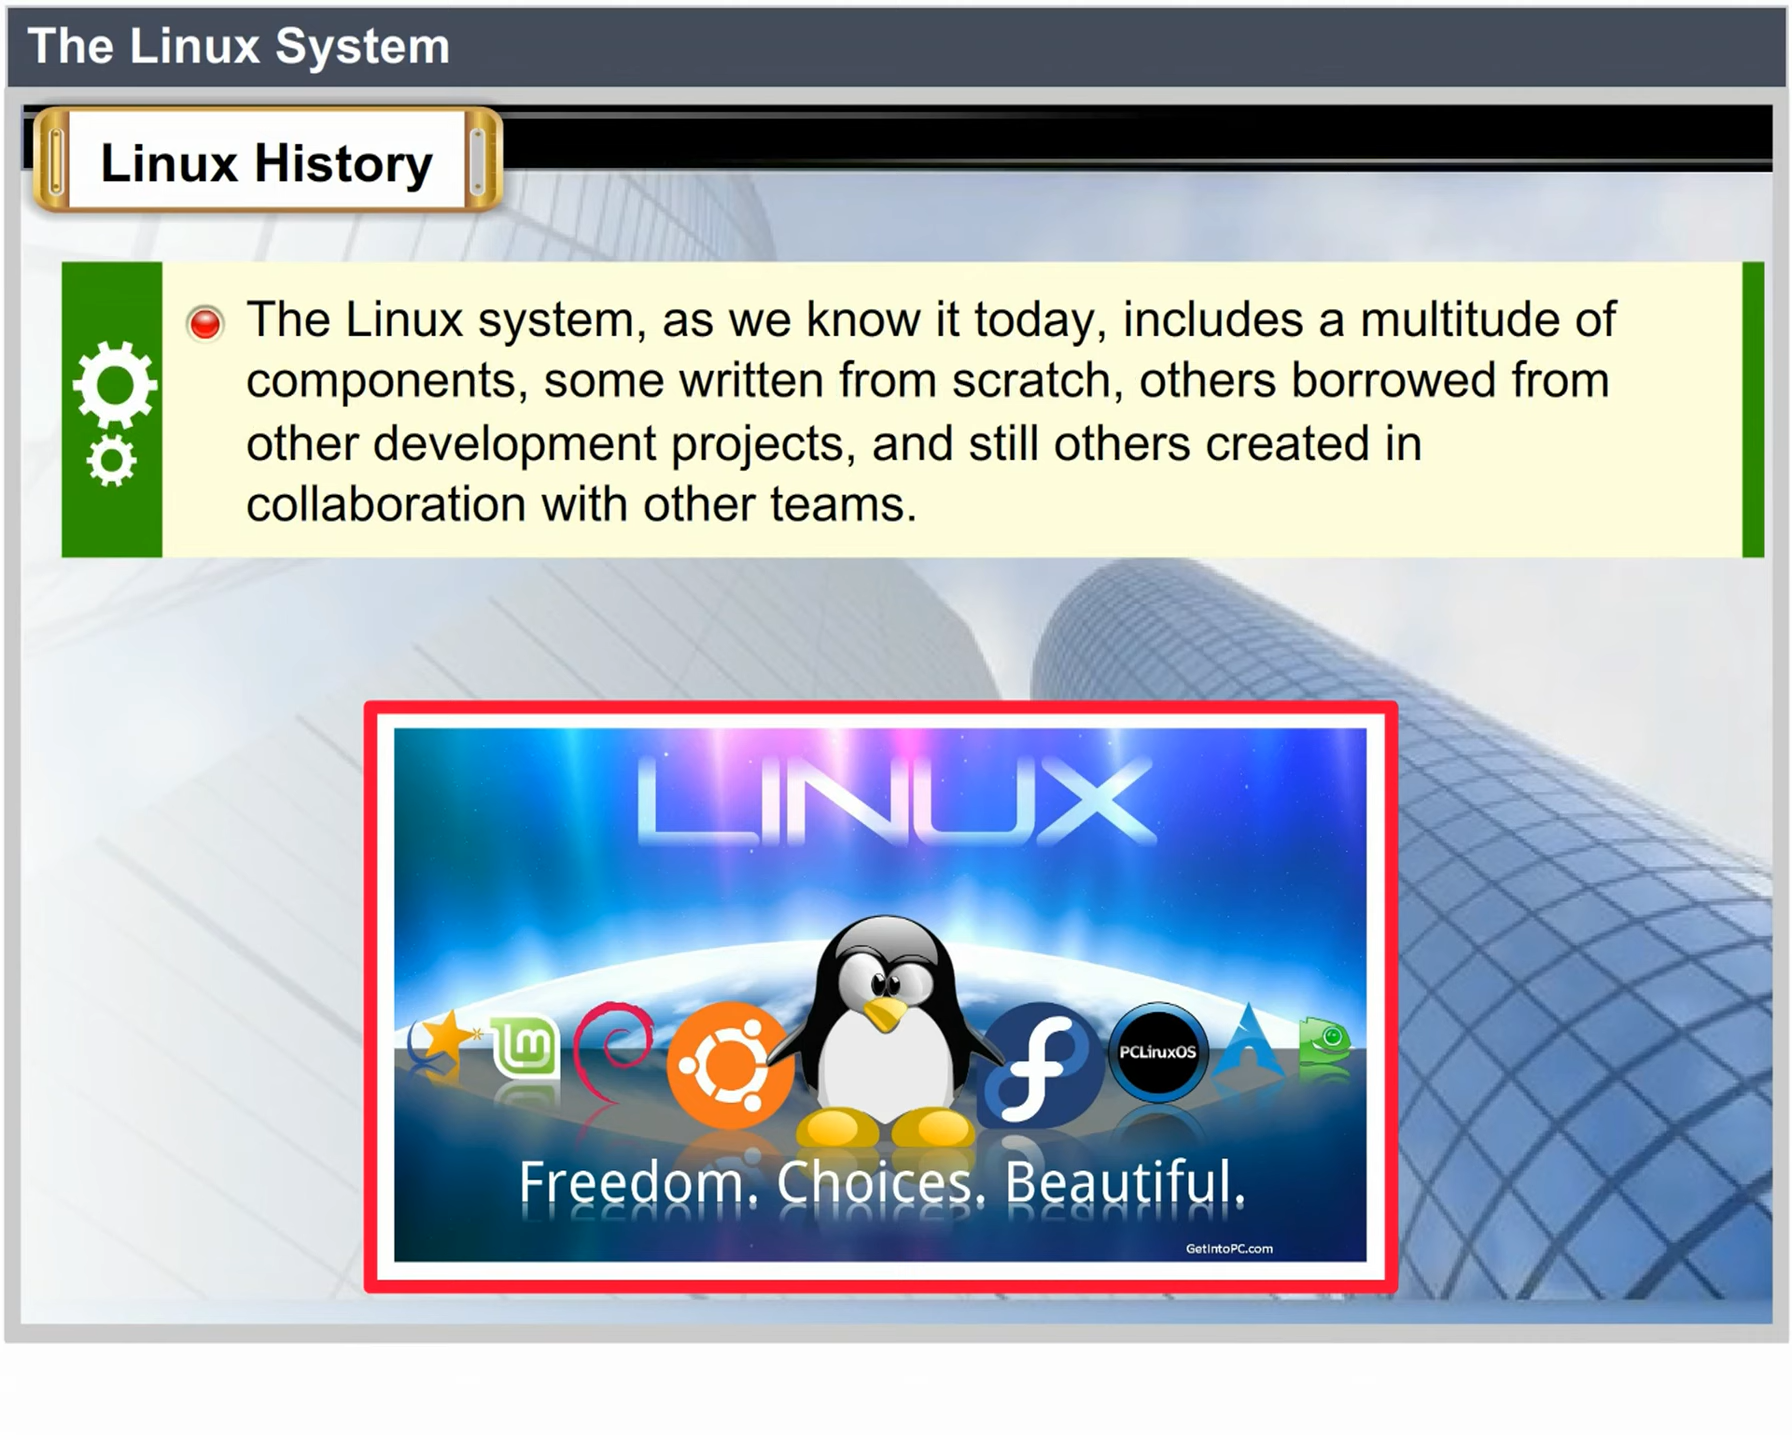 The Linux System
Linux History
The Linux system, as we know it today, includes a multitude of
components, some written from scratch, others borrowed from
other development projects, and still others created in
collaboration with other teams.
LINUX
PCLinuxOS
Freedom. Choices. Beautiful.
GetIntoPC.com